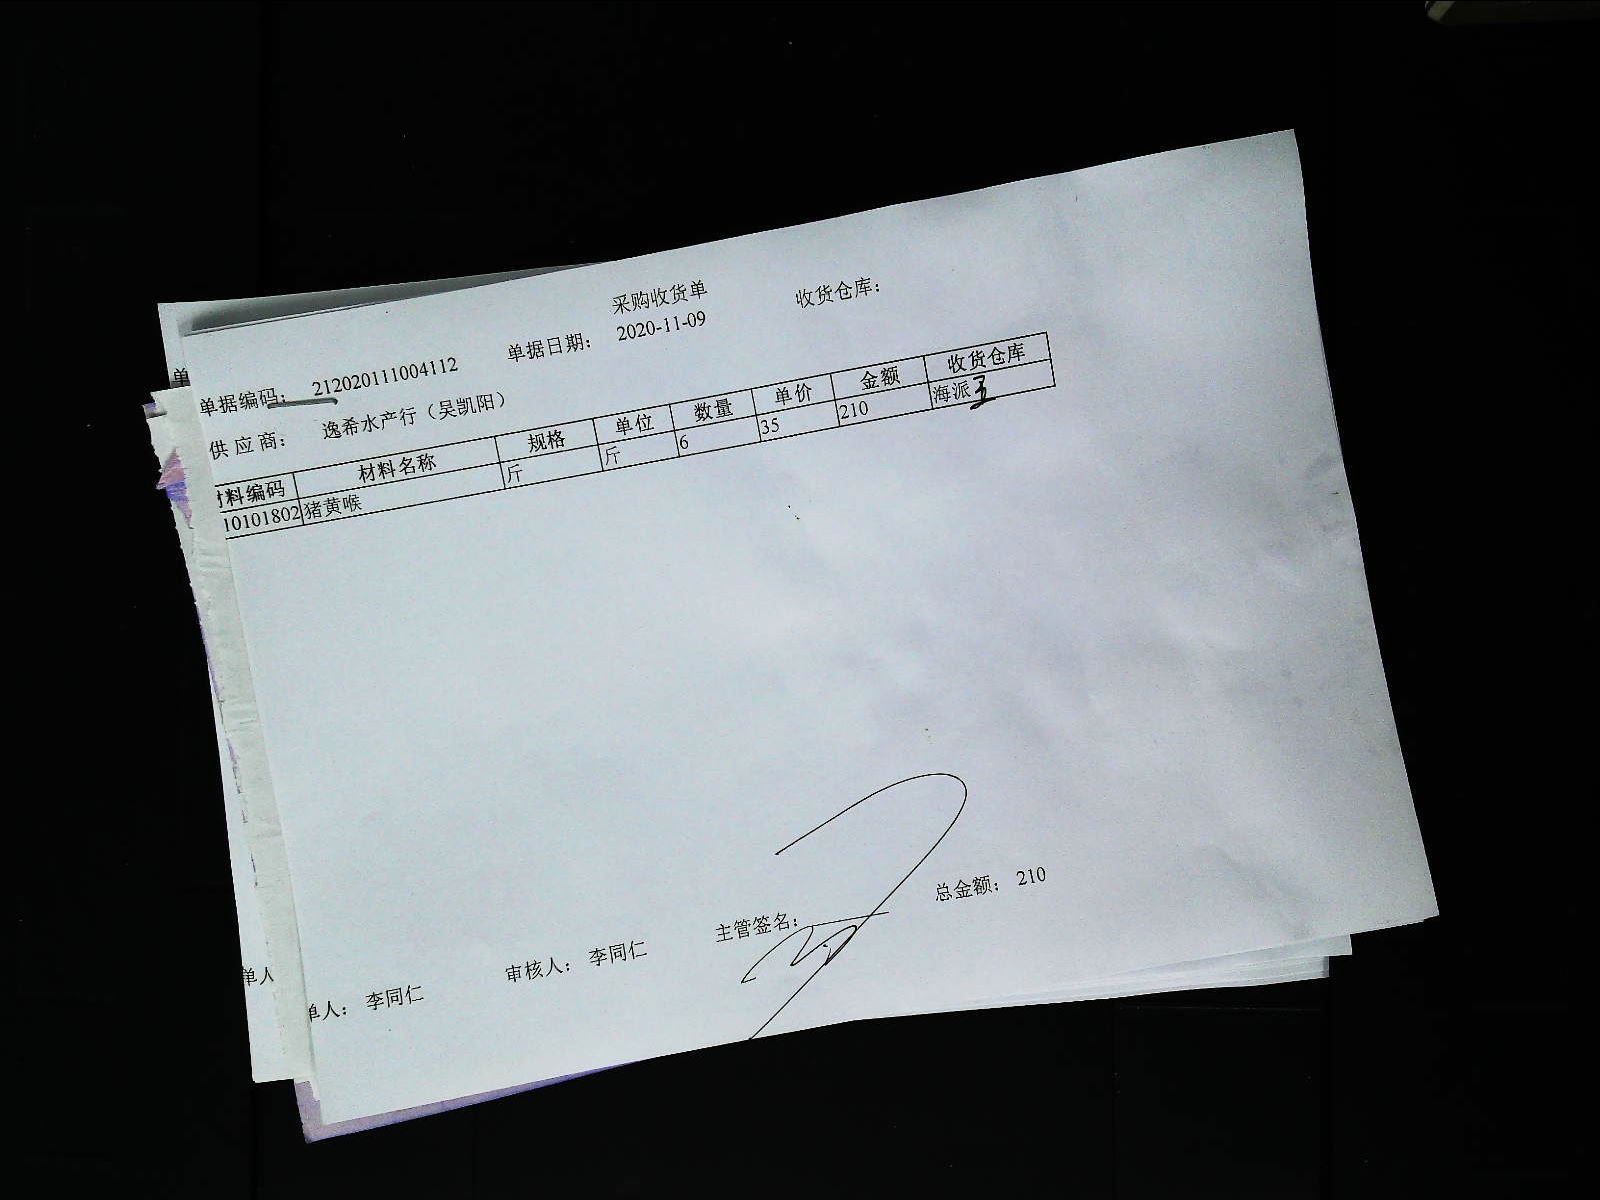 采购收货单
单据编码： 212020111004112 单据日期： 2020-11-09 收货仓库：
供 应 商： 逸希水产行（吴凯阳）
材料编码 材料名称 规格 单位 数量 单价 金额 收货仓库
10101802 猪黄喉 斤 斤 6 35 210 海派
单人： 李同仁 审核人： 李同仁 主管签名： 总金额： 210
单
单人